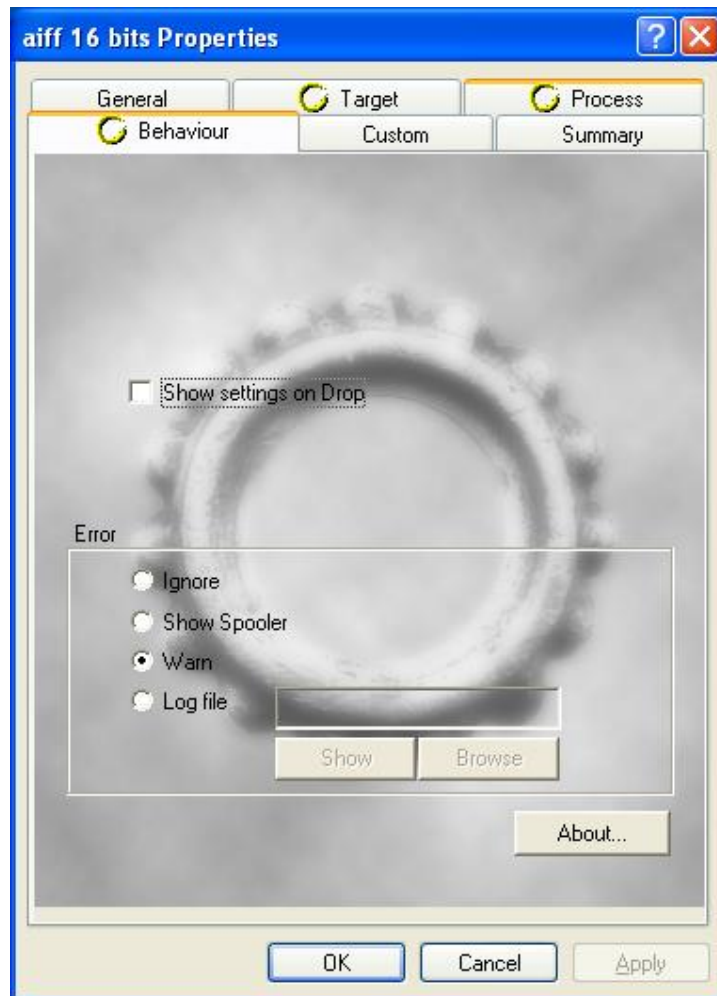 aiff 16 bits Properties
General Target Process
Behaviour Custom Summary
Show settings on Drop
Error
Ignore
Show Spooler
Warn
Log file
Show Browse
About...
OK Cancel Apply